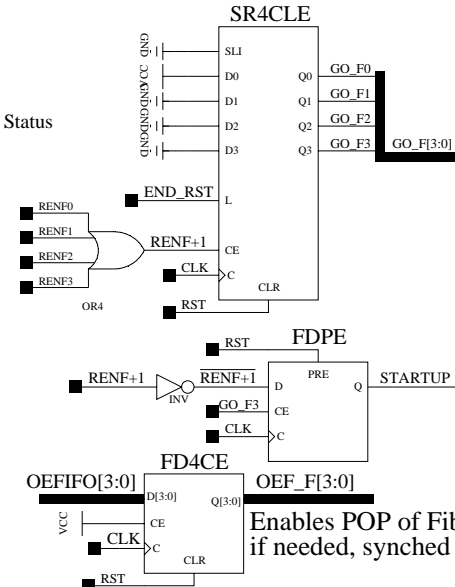 SR4CLE
GND
SLI
VCC
D0
Q0
GO_F0
GND
D1
Q1
GO_F1
GND
D2
Q2
GO_F2
Status
GND
D3
Q3
GO_F3
GO_F[3:0]
END_RST
L
RENF0
RENF1
RENF+1
CE
RENF2
CLK
C
RENF3
CLR
OR4
RST
FDPE
RST
PRE
RENF+1
RENF+1
D
Q
STARTUP
INV
GO_F3
CE
CLK
C
FD4CE
OEFIFO[3:0]
OEF_F[3:0]
D[3:0]
Q[3:0]
VCC
CE
Enables POP of Fib
CLK
C
if needed, synched
CLR
RST